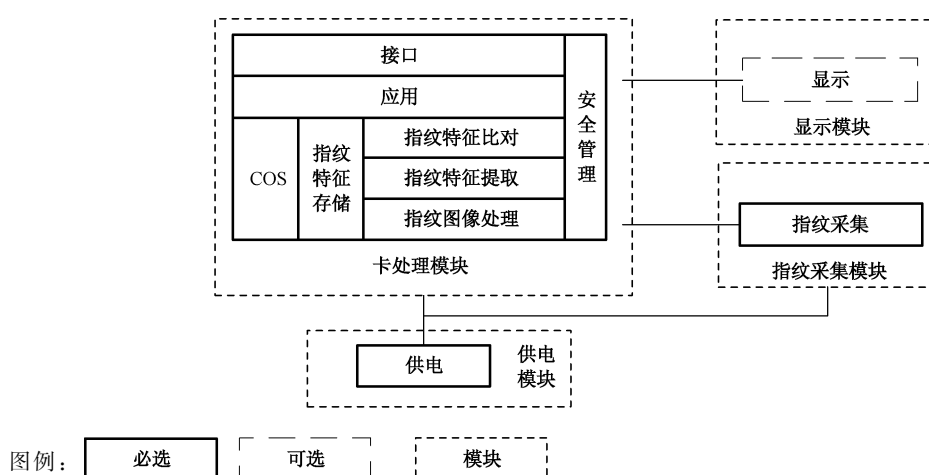 接口
应用
COS
指纹
特征
存储
指纹特征比对
指纹特征提取
指纹图像处理
安
全
管
理
卡处理模块
显示
显示模块
指纹采集
指纹采集模块
供电
供电
模块
图例：
必选
可选
模块